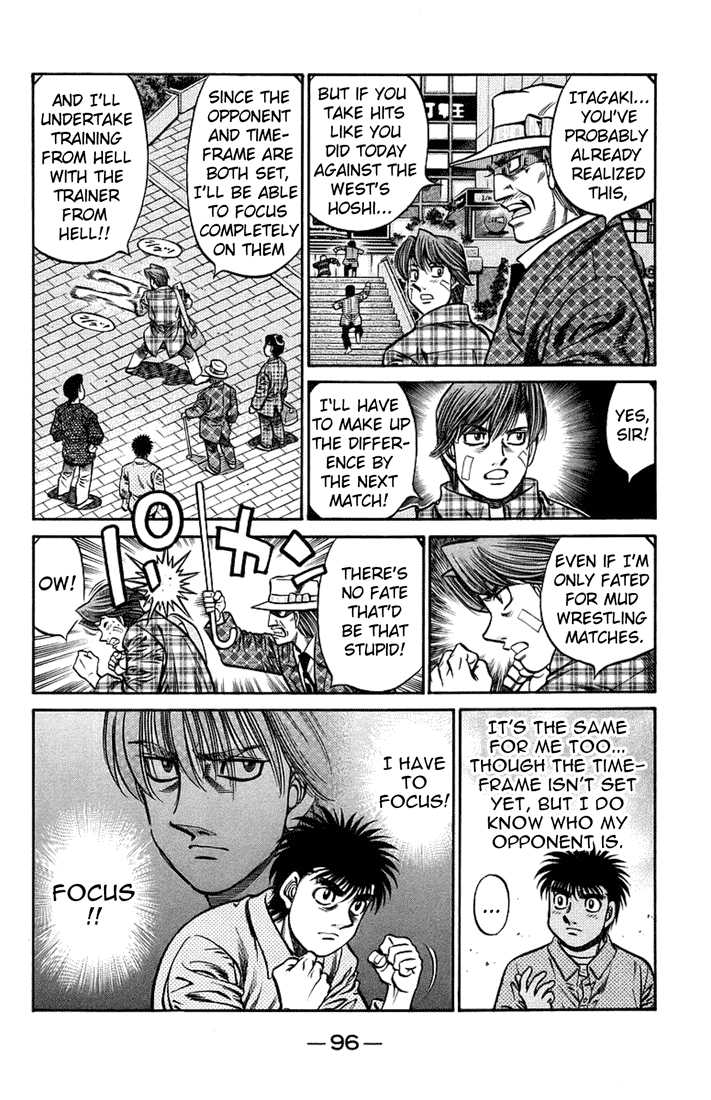 ITAGAKI...
YOU'VE
PROBABLY
ALREADY
REALIZED
THIS,
BUT IF YOU
TAKE HITS
LIKE YOU
DID TODAY
AGAINST
THE WEST'S
HOSHI...
SINCE THE
OPPONENT
AND TIME-
FRAME ARE
BOTH SET,
I'LL BE ABLE
TO FOCUS
COMPLETELY
ON THEM
AND I'LL
UNDERTAKE
TRAINING
FROM HELL
WITH THE
TRAINER
FROM
HELL!!
YES,
SIR!
I'LL HAVE
TO MAKE UP
THE DIFFER-
ENCE BY
THE NEXT
MATCH!
EVEN IF I'M
ONLY FATED
FOR MUD
WRESTLING
MATCHES.
THERE'S
NO FATE
THAT'D
BE THAT
STUPID!
パカ
OW!
IT'S THE SAME
FOR ME TOO...
THOUGH THE TIME-
FRAME ISN'T SET
YET, BUT I DO
KNOW WHO MY
OPPONENT IS.
...
I HAVE
TO
FOCUS!
FOCUS
!!
—96—